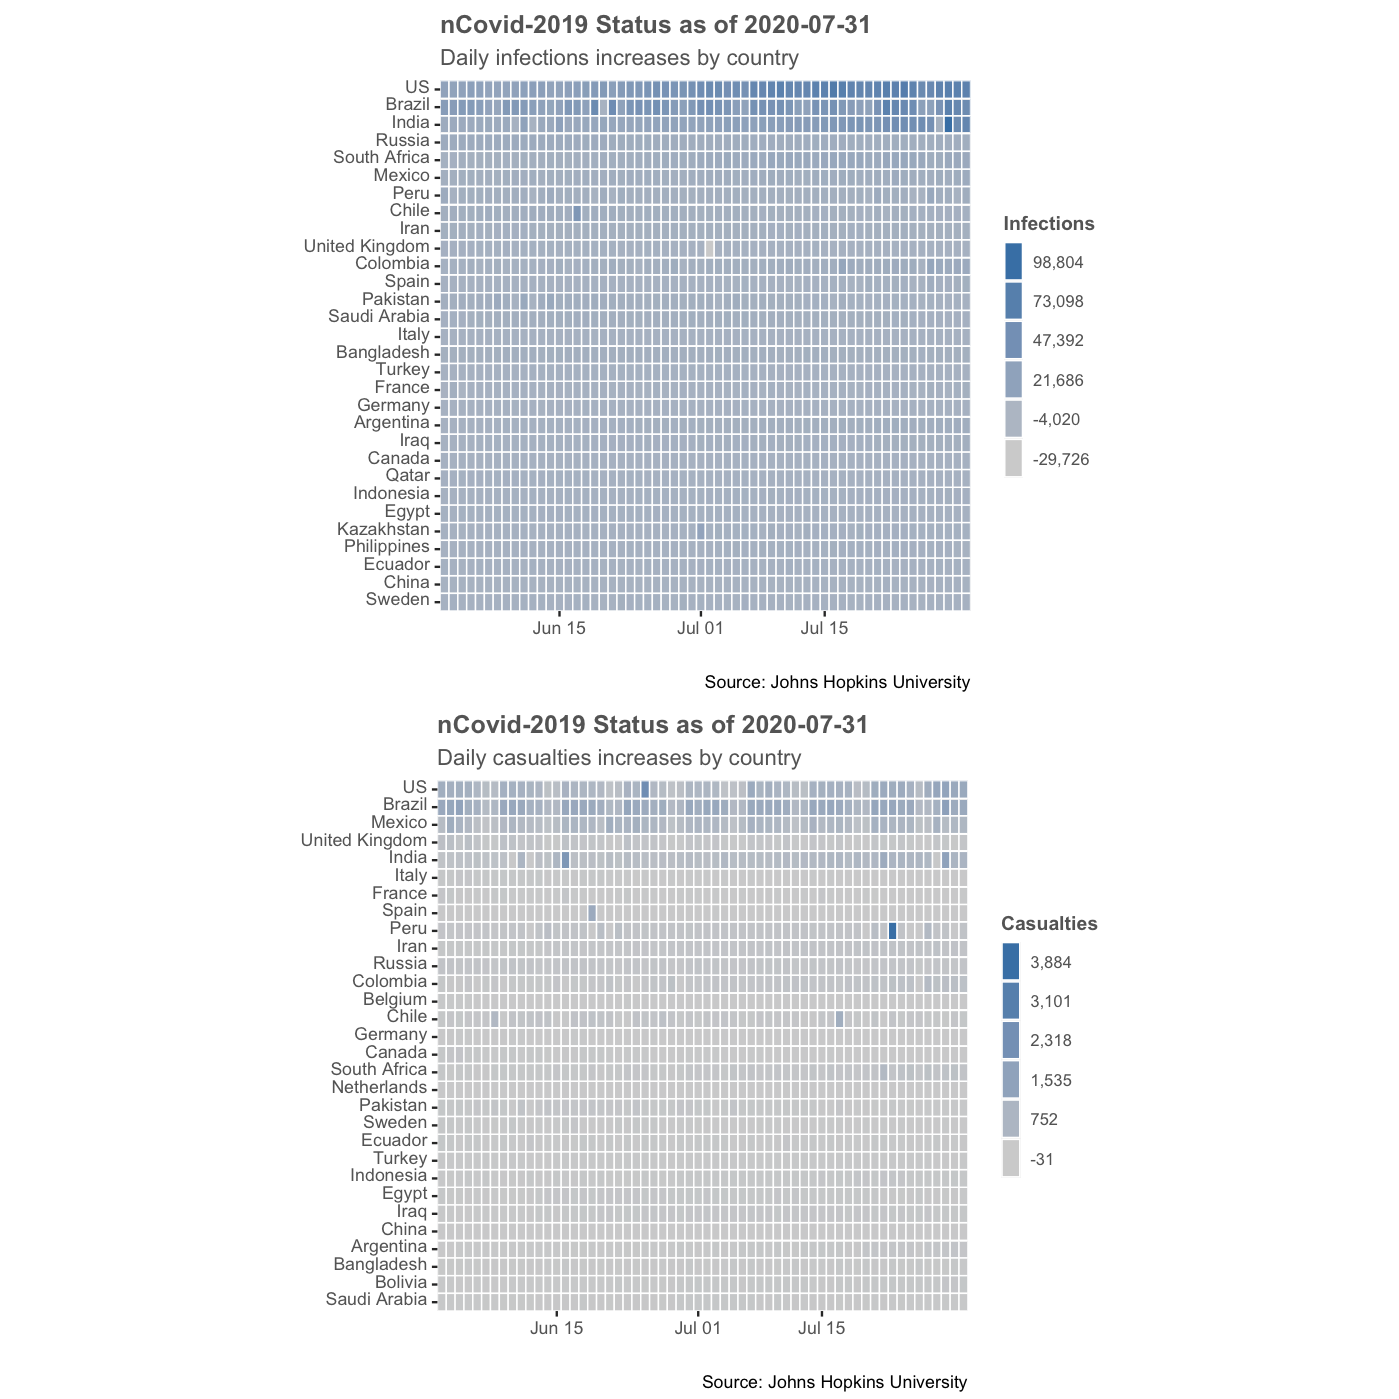 nCovid-2019 Status as of 2020-07-31
Daily infections increases by country
US
Brazil
India
Russia
South Africa
Mexico
Peru
Chile
Iran
United Kingdom
Colombia
Spain
Pakistan
Saudi Arabia
Italy
Bangladesh
Turkey
France
Germany
Argentina
Iraq
Canada
Qatar
Indonesia
Egypt
Kazakhstan
Philippines
Ecuador
China
Sweden
Jun 15 Jul 01 Jul 15
Infections
98,804
73,098
47,392
21,686
-4,020
-29,726
Source: Johns Hopkins University
nCovid-2019 Status as of 2020-07-31
Daily casualties increases by country
US
Brazil
Mexico
United Kingdom
India
Italy
France
Spain
Peru
Iran
Russia
Colombia
Belgium
Chile
Germany
Canada
South Africa
Netherlands
Pakistan
Sweden
Ecuador
Turkey
Indonesia
Egypt
Iraq
China
Argentina
Bangladesh
Bolivia
Saudi Arabia
Jun 15 Jul 01 Jul 15
Casualties
3,884
3,101
2,318
1,535
752
-31
Source: Johns Hopkins University